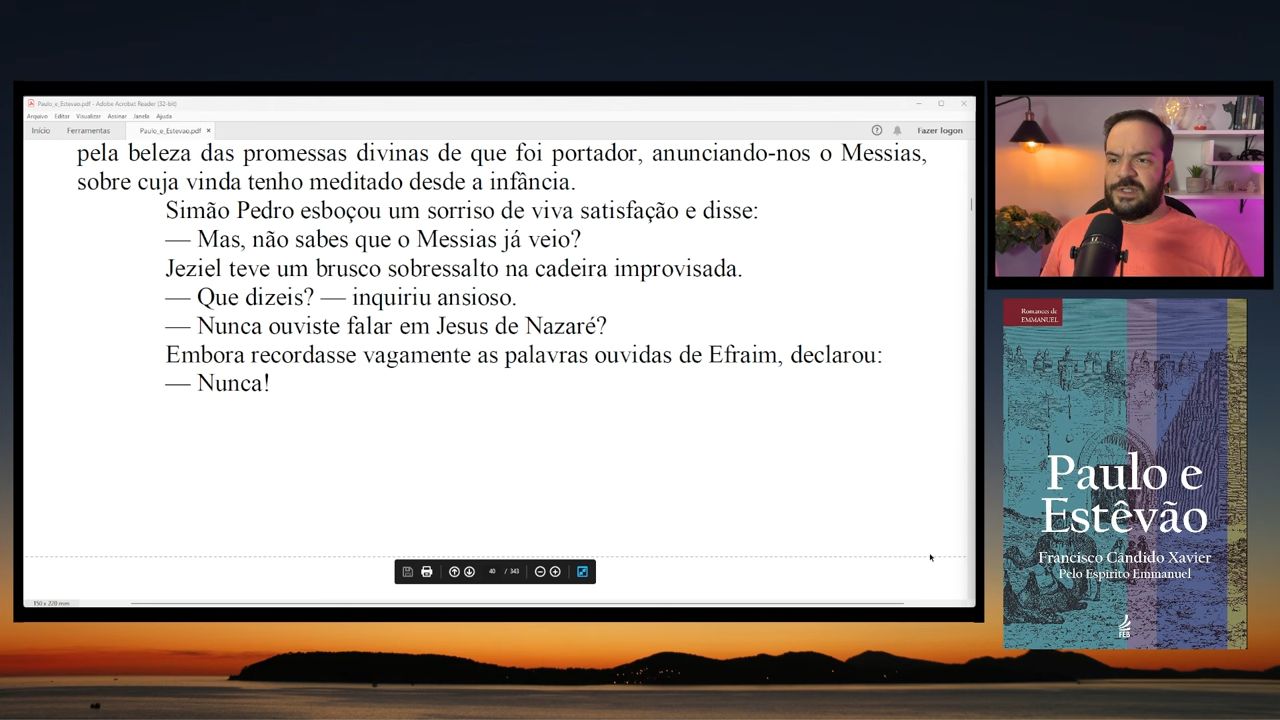 Paulo_e_Estevao.pdf - Adobe Acrobat Reader (32-bit)
Arquivo Editar Visualizar Assinar Janela Ajuda
Início Ferramentas Paulo_e_Estevao.pdf × Fazer logon
pela beleza das promessas divinas de que foi portador, anunciando-nos o Messias,
sobre cuja vinda tenho meditado desde a infância.
Simão Pedro esboçou um sorriso de viva satisfação e disse:
— Mas, não sabes que o Messias já veio?
Jeziel teve um brusco sobressalto na cadeira improvisada.
— Que dizeis? — inquiriu ansioso.
— Nunca ouviste falar em Jesus de Nazaré?
Embora recordasse vagamente as palavras ouvidas de Efraim, declarou:
— Nunca!
40 / 343
150 x 220 mm
Romances de
EMMANUEL
Paulo e
Estêvão
Francisco Cândido Xavier
Pelo Espírito Emmanuel
FEB